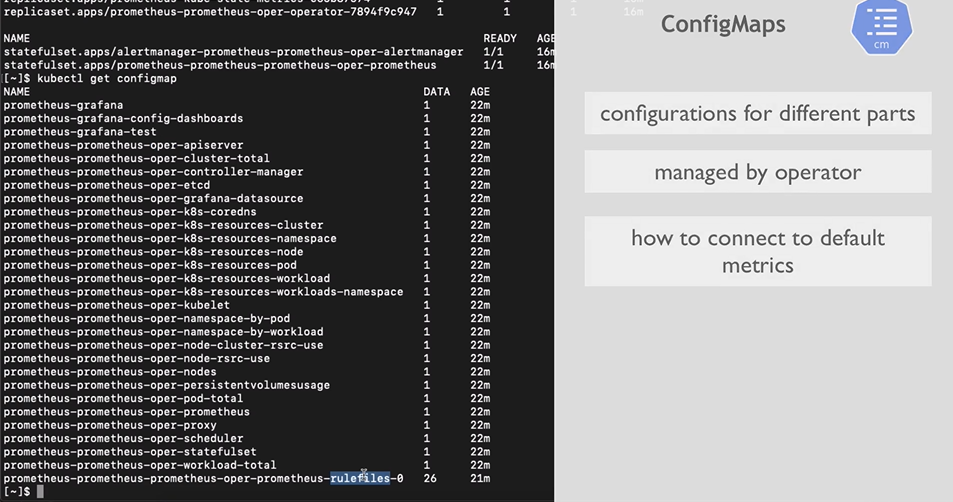 replicaset.apps/prometheus-prometheus-oper-operator-7894f9c947 1 1 1 16m
NAME READY AGE
statefulset.apps/alertmanager-prometheus-prometheus-oper-alertmanager 1/1 16m
statefulset.apps/prometheus-prometheus-prometheus-oper-prometheus 1/1 16m
[~]$ kubectl get configmap
NAME DATA AGE
prometheus-grafana 1 22m
prometheus-grafana-config-dashboards 1 22m
prometheus-grafana-test 1 22m
prometheus-prometheus-oper-apiserver 1 22m
prometheus-prometheus-oper-cluster-total 1 22m
prometheus-prometheus-oper-controller-manager 1 22m
prometheus-prometheus-oper-etcd 1 22m
prometheus-prometheus-oper-grafana-datasource 1 22m
prometheus-prometheus-oper-k8s-coredns 1 22m
prometheus-prometheus-oper-k8s-resources-cluster 1 22m
prometheus-prometheus-oper-k8s-resources-namespace 1 22m
prometheus-prometheus-oper-k8s-resources-node 1 22m
prometheus-prometheus-oper-k8s-resources-pod 1 22m
prometheus-prometheus-oper-k8s-resources-workload 1 22m
prometheus-prometheus-oper-k8s-resources-workloads-namespace 1 22m
prometheus-prometheus-oper-kubelet 1 22m
prometheus-prometheus-oper-namespace-by-pod 1 22m
prometheus-prometheus-oper-namespace-by-workload 1 22m
prometheus-prometheus-oper-node-cluster-rsrc-use 1 22m
prometheus-prometheus-oper-node-rsrc-use 1 22m
prometheus-prometheus-oper-nodes 1 22m
prometheus-prometheus-oper-persistentvolumesusage 1 22m
prometheus-prometheus-oper-pod-total 1 22m
prometheus-prometheus-oper-prometheus 1 22m
prometheus-prometheus-oper-proxy 1 22m
prometheus-prometheus-oper-scheduler 1 22m
prometheus-prometheus-oper-statefulset 1 22m
prometheus-prometheus-oper-workload-total 1 22m
prometheus-prometheus-prometheus-oper-prometheus-rulefiles-0 26 21m
[~]$
ConfigMaps
cm
configurations for different parts
managed by operator
how to connect to default
metrics